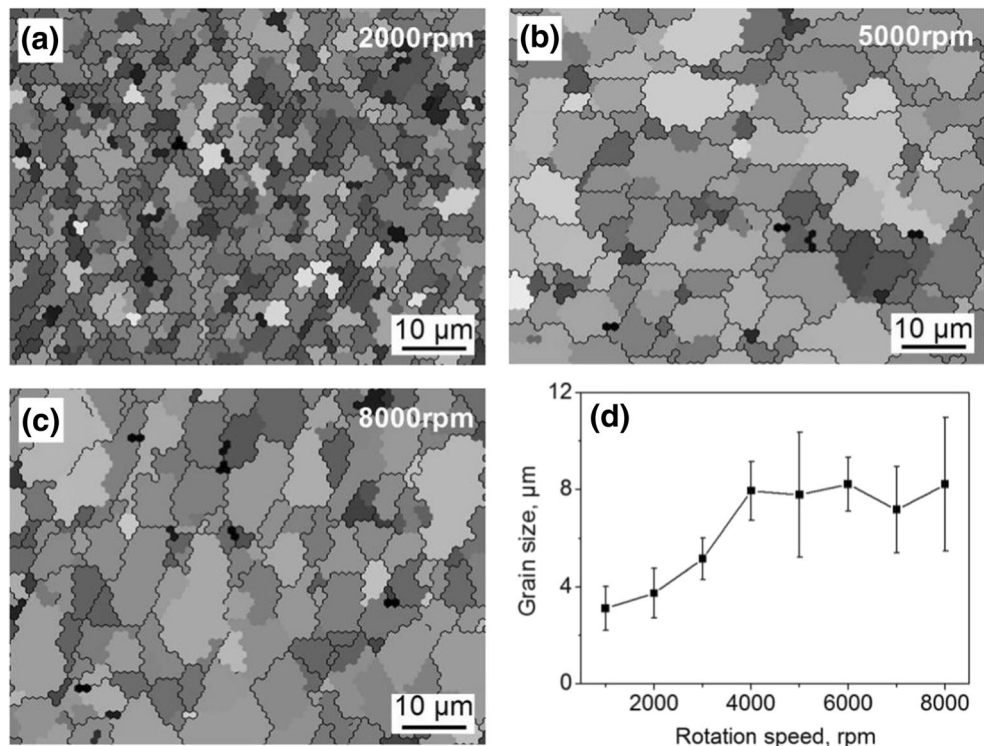 (a)
2000rpm
10 μm
(b)
5000rpm
10 μm
(c)
8000rpm
10 μm
(d)
12
8
4
0
Grain size, μm
2000 4000 6000 8000
Rotation speed, rpm